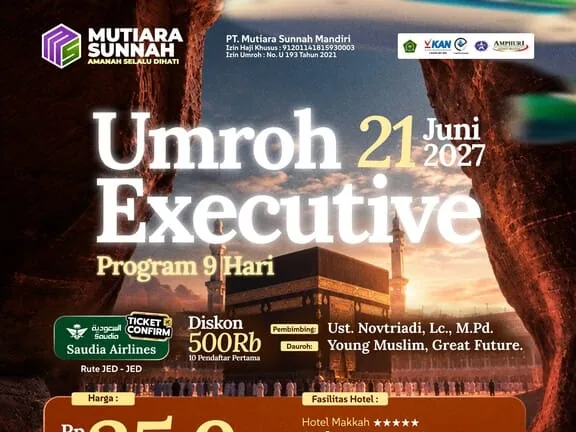 MUTIARA
SUNNAH
AMANAH SELALU DIHATI
PT. Mutiara Sunnah Mandiri
Izin Haji Khusus : 91201141815930003
Izin Umroh : No. U 193 Tahun 2021
KAN
AMPHURI
Umroh 21 Juni 2027
Executive
Program 9 Hari
السعودية
Saudia
TICKET CONFIRM
Saudia Airlines
Rute JED - JED
Diskon
500Rb
10 Pendaftar Pertama
Pembimbing: Ust. Novtriadi, Lc., M.Pd.
Dauroh: Young Muslim, Great Future.
Harga :
Fasilitas Hotel :
Hotel Makkah ★★★★★